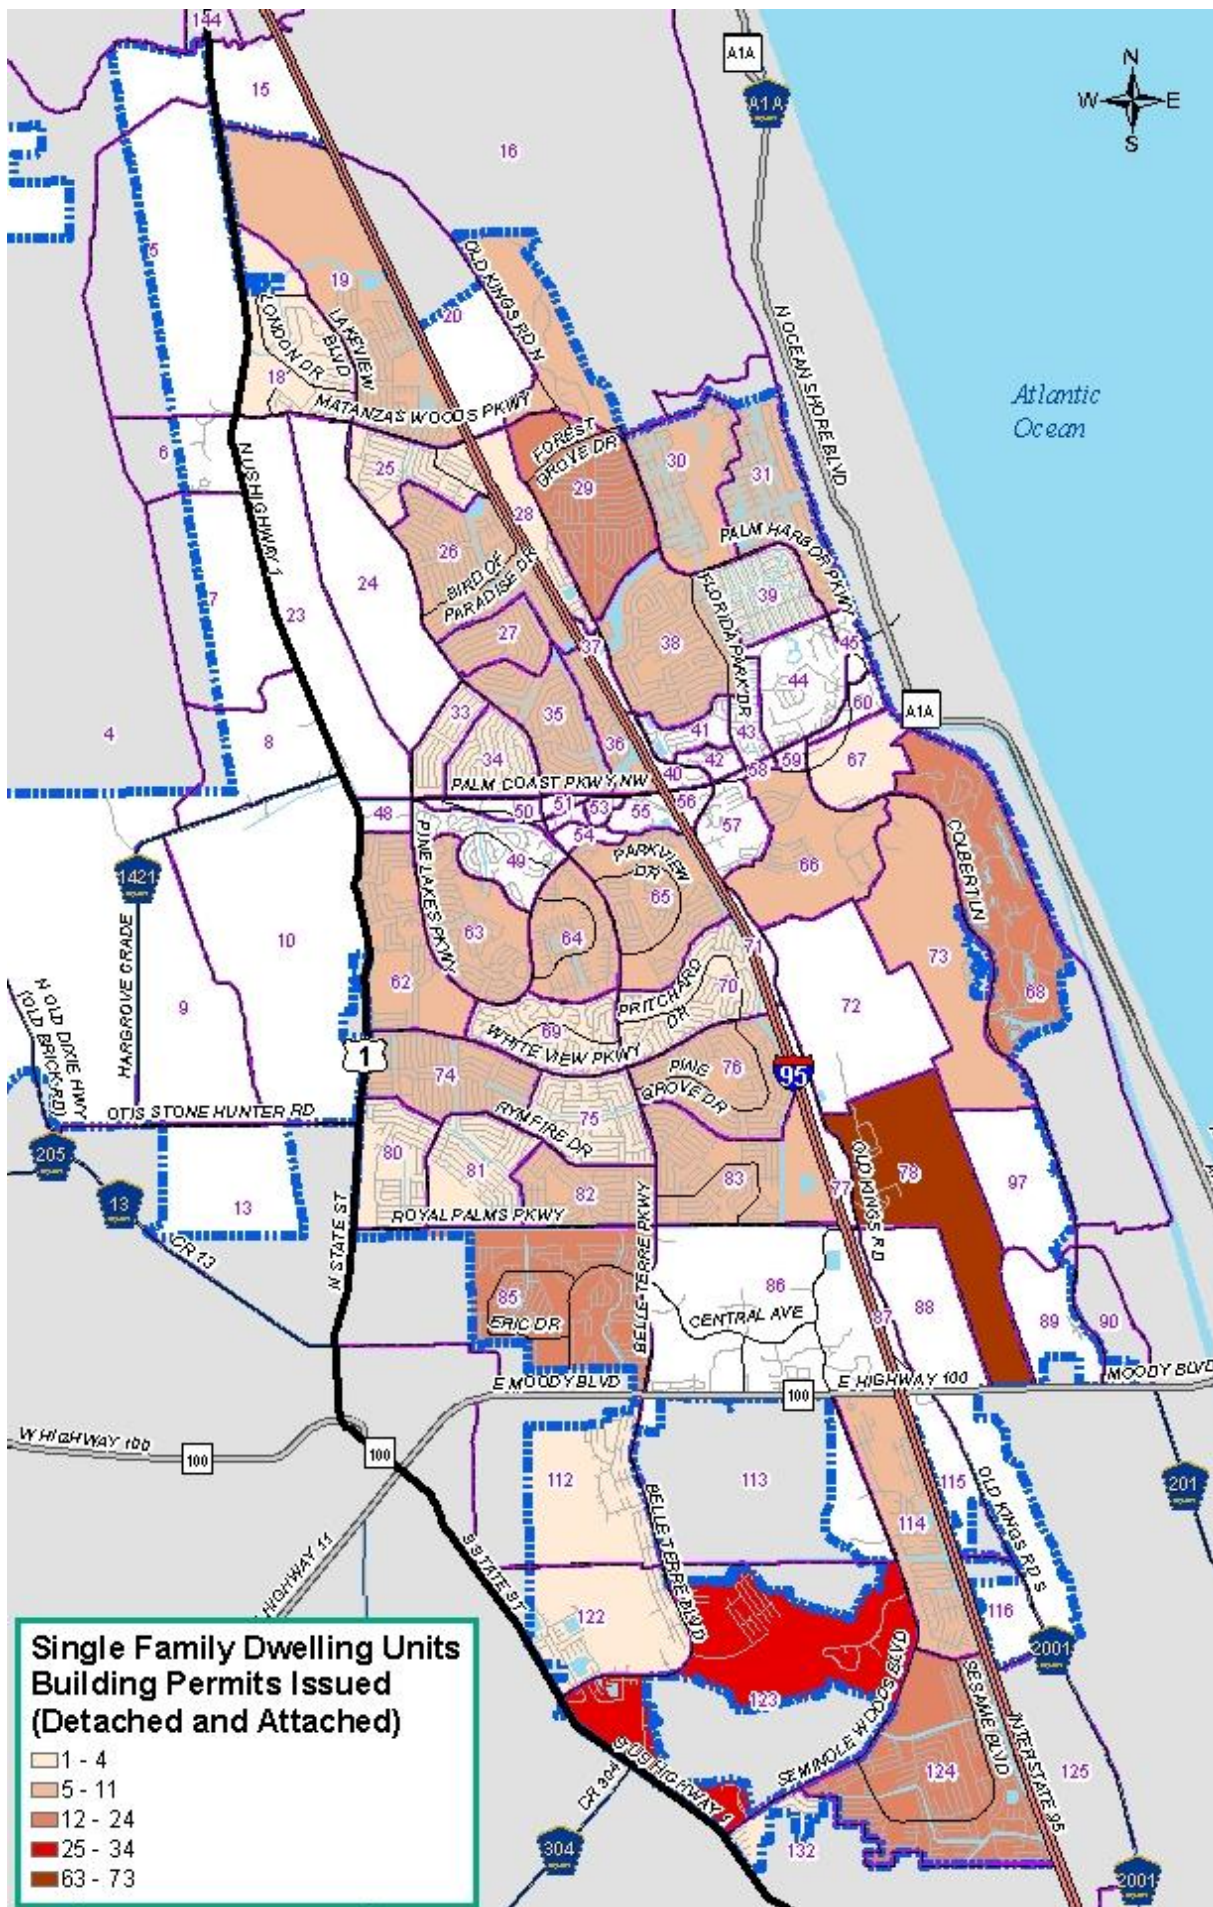 144
A1A
A1A
N
W E
S
15
16
5
19
20
OLD KINGS RD N
LONDON DR
LAKEVIEW
BLVD
18
MATANZAS WOODS PKWY
N OCEAN SHORE BLVD
Atlantic
Ocean
6
25
FOREST
GROVE DR
30
31
29
28
N US HIGHWAY 1
26
BIRD OF
PARADISE DR
PALM HARBOR PKWY
24
7
23
39
FLORIDA PARK DR
27
37
38
45
44
33
35
60
A1A
4
8
36
41
43
34
42
59
67
PALM COAST PKWY NW
40
58
48
50
51
53
55
56
57
54
PINE LAKES PKWY
49
PARKVIEW
DR
66
COLBERT LN
1421
65
10
63
64
71
73
62
70
68
HARGROVE GRADE
PRITCHARD
DR
72
9
69
WHITE VIEW PKWY
N OLD DIXIE HWY
(OLD BRICK RD)
1
74
PINE
GROVE DR
76
95
OTIS STONE HUNTER RD
RYMFIRE DR
75
205
80
81
OLD KINGS RD
78
97
13
13
82
83
77
N STATE ST
ROYAL PALMS PKWY
BELLE TERRE PKWY
CR 13
85
86
87
88
89
90
ERIC DR
CENTRAL AVE
E MOODY BLVD
100
E HIGHWAY 100
MOODY BLVD
W HIGHWAY 100
100
100
112
113
115
OLD KINGS RD S
201
BELLE TERRE BLVD
114
HIGHWAY 11
S STATE ST
122
116
2001
Single Family Dwelling Units
Building Permits Issued
(Detached and Attached)
1 - 4
5 - 11
12 - 24
25 - 34
63 - 73
123
SEMINOLE WOODS BLVD
SESAME BLVD
INTERSTATE 95
S US HIGHWAY 1
CR 304
124
125
304
132
2001